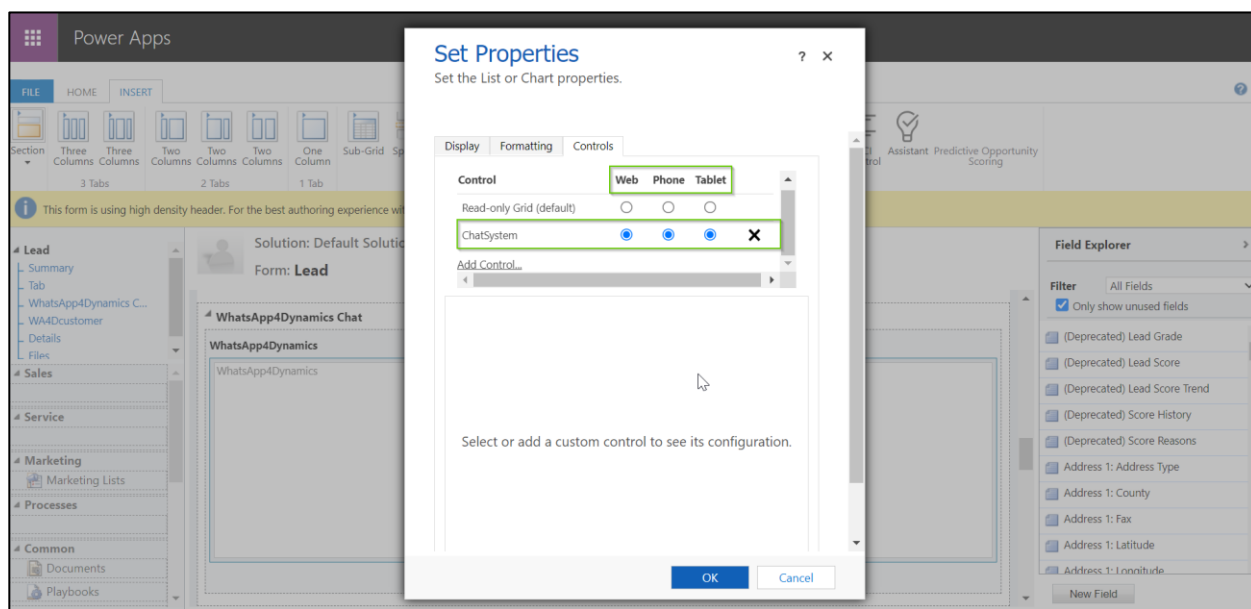 Power Apps
FILE HOME INSERT
Section
Three Columns
Three Columns
Two Columns
Two Columns
Two Columns
One Column
Sub-Grid
3 Tabs
2 Tabs
1 Tab
Assistant
Predictive Opportunity Scoring
This form is using high density header. For the best authoring experience
Lead
Summary
Tab
WhatsApp4Dynamics C...
WA4Dcustomer
Details
Files
Sales
Service
Marketing
Marketing Lists
Processes
Common
Documents
Playbooks
Solution: Default
Form: Lead
WhatsApp4Dynamics Chat
WhatsApp4Dynamics
WhatsApp4Dynamics
Set Properties
? ×
Set the List or Chart properties.
Display Formatting Controls
Control Web Phone Tablet
Read-only Grid (default)
ChatSystem
Add Control...
Select or add a custom control to see its configuration.
OK Cancel
Field Explorer
Filter All Fields
Only show unused fields
(Deprecated) Lead Grade
(Deprecated) Lead Score
(Deprecated) Lead Score Trend
(Deprecated) Score History
(Deprecated) Score Reasons
Address 1: Address Type
Address 1: County
Address 1: Fax
Address 1: Latitude
Address 1: Longitude
New Field